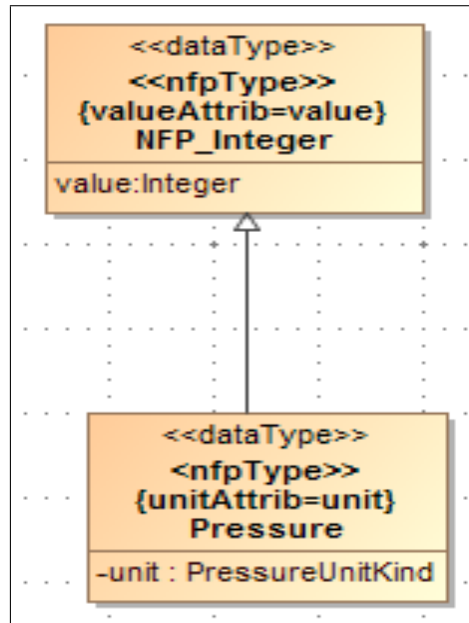 <<dataType>>
<<nfpType>>
{valueAttrib=value}
NFP_Integer
value:Integer
<<dataType>>
<nfpType>>
{unitAttrib=unit}
Pressure
-unit : PressureUnitKind